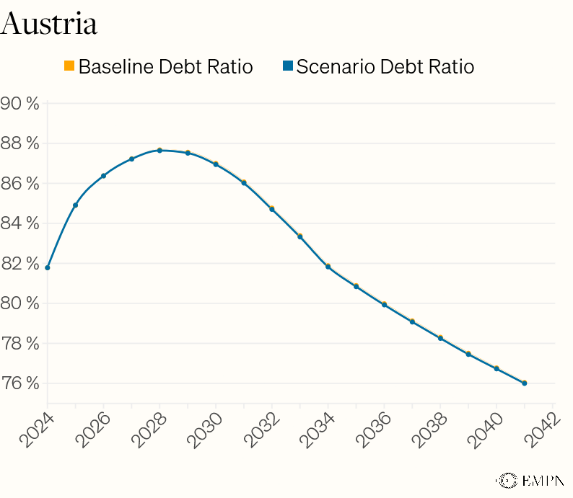 Austria
Baseline Debt Ratio Scenario Debt Ratio
90 %
88 %
86 %
84 %
82 %
80 %
78 %
76 %
2024 2026 2028 2030 2032 2034 2036 2038 2040 2042
EMPN